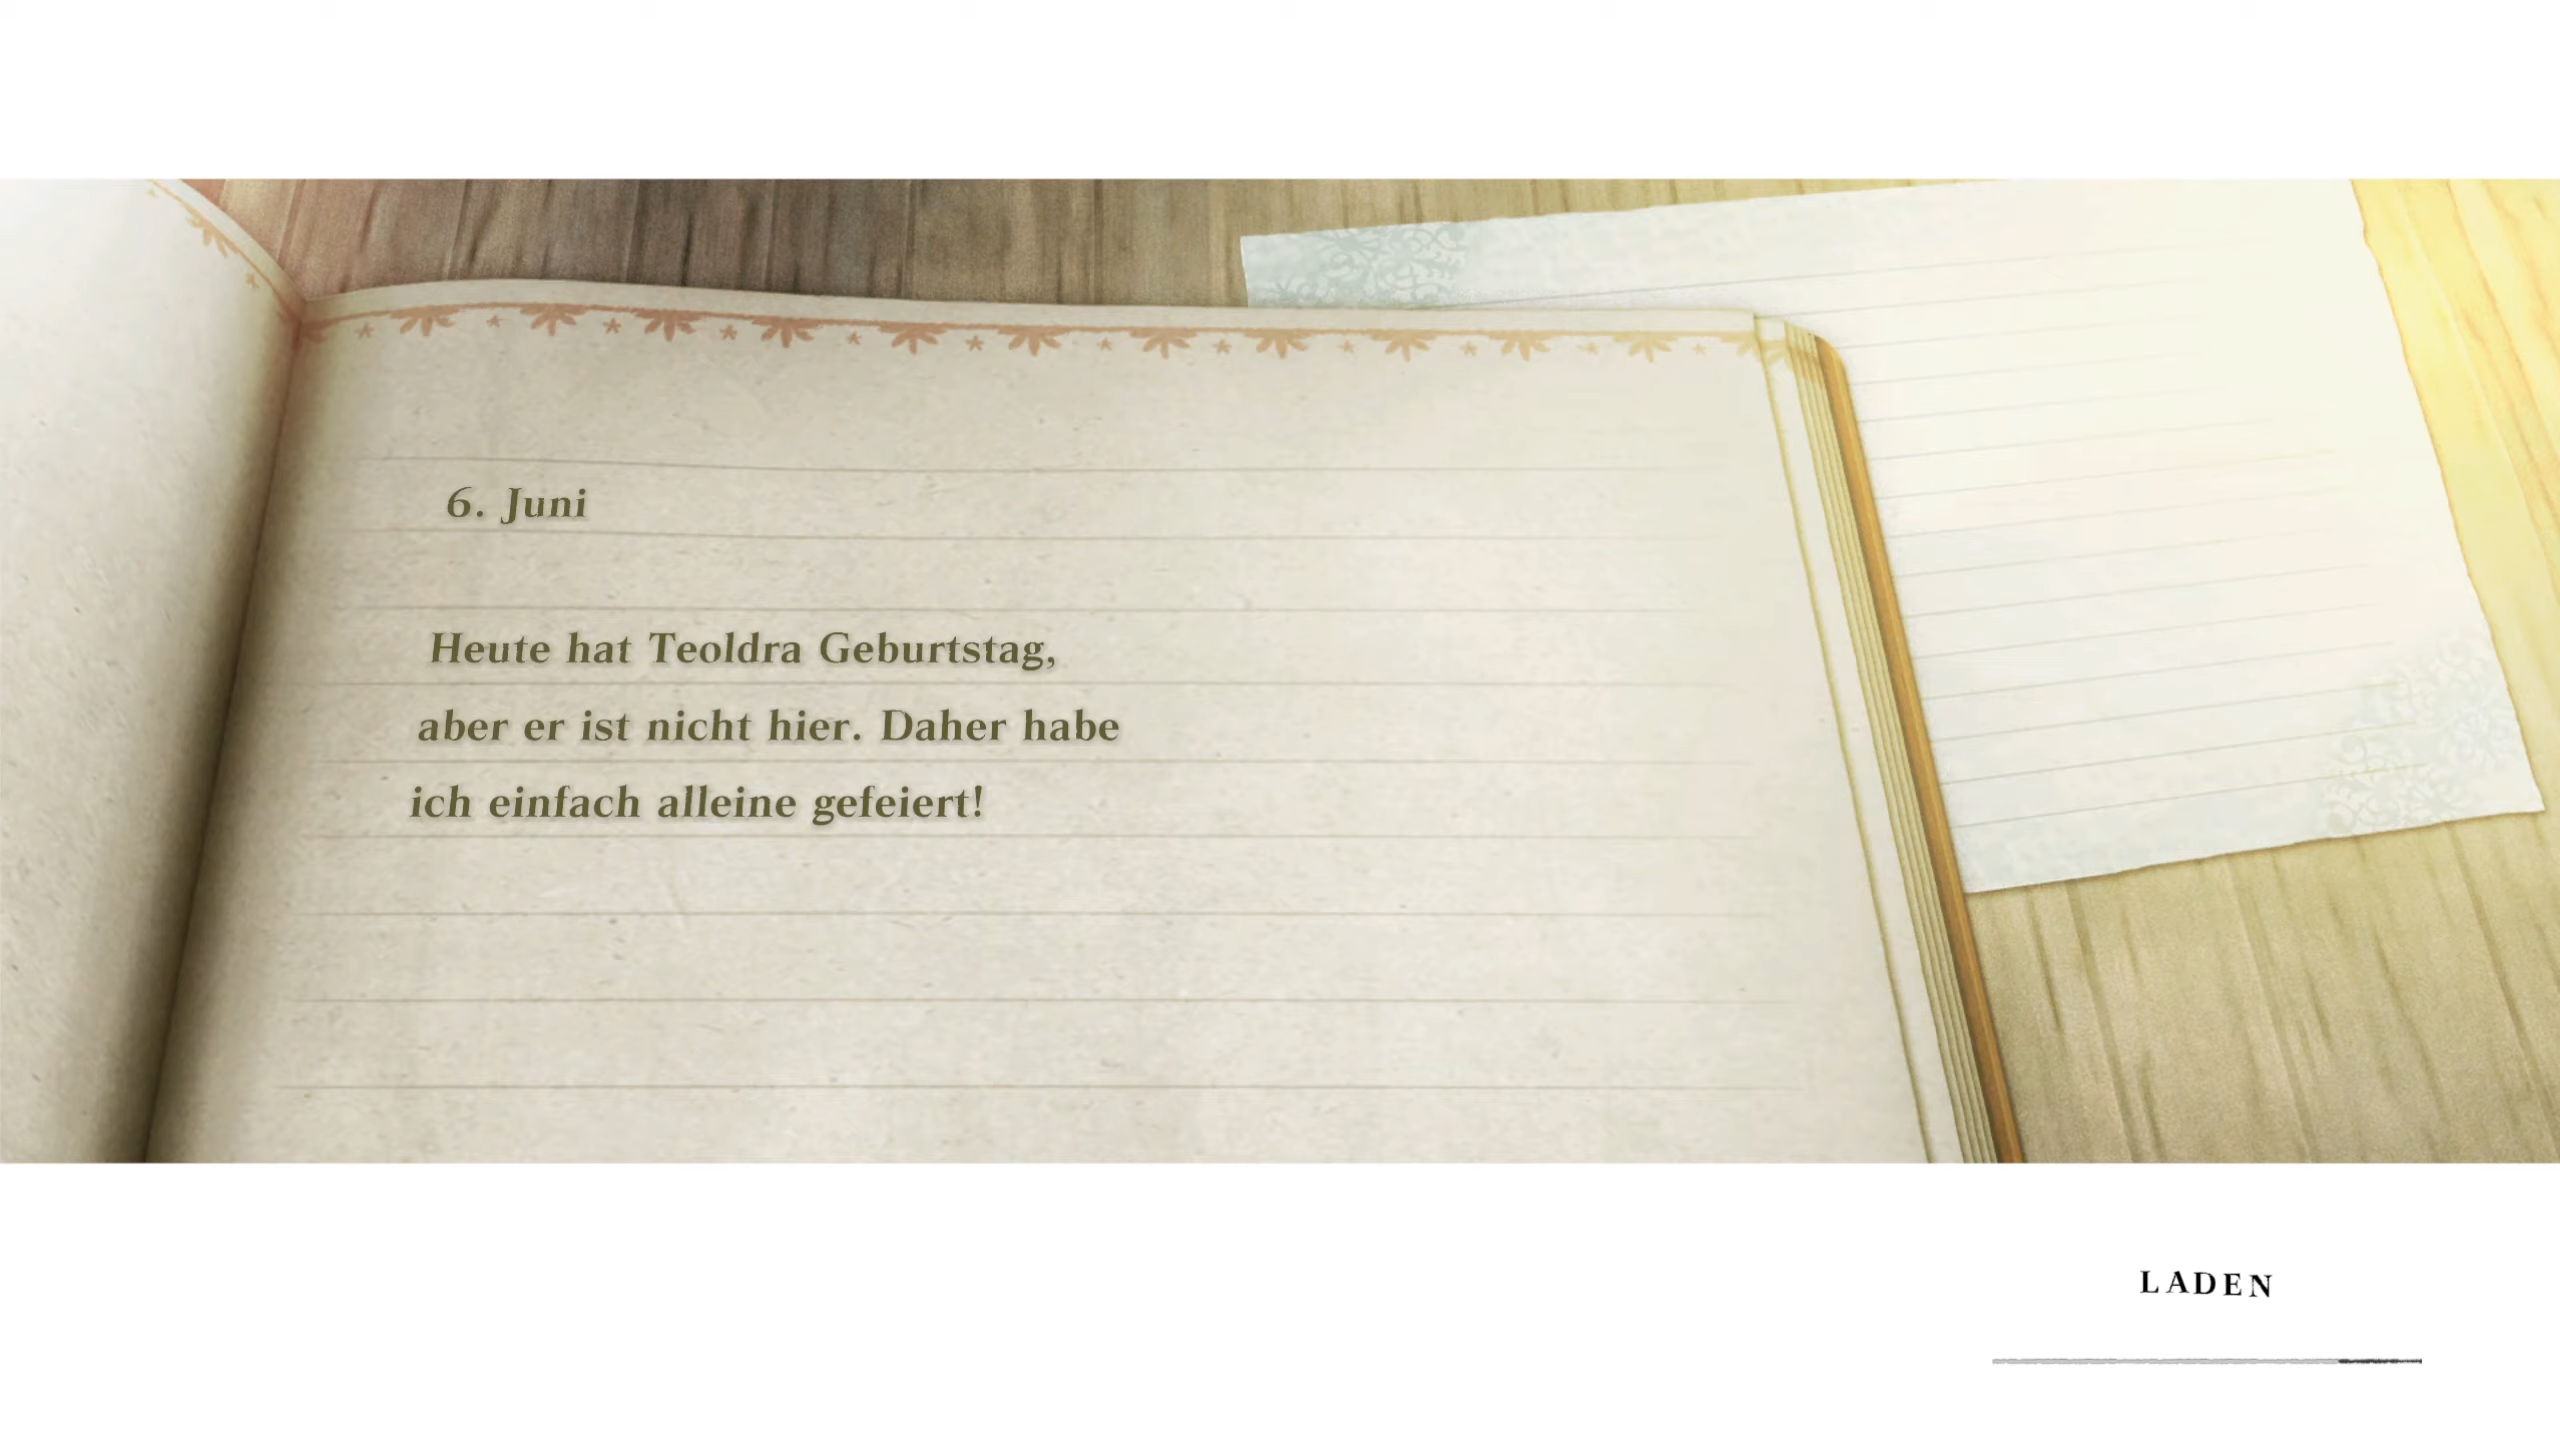 6. Juni
Heute hat Teoldra Geburtstag,
aber er ist nicht hier. Daher habe
ich einfach alleine gefeiert!
LADEN